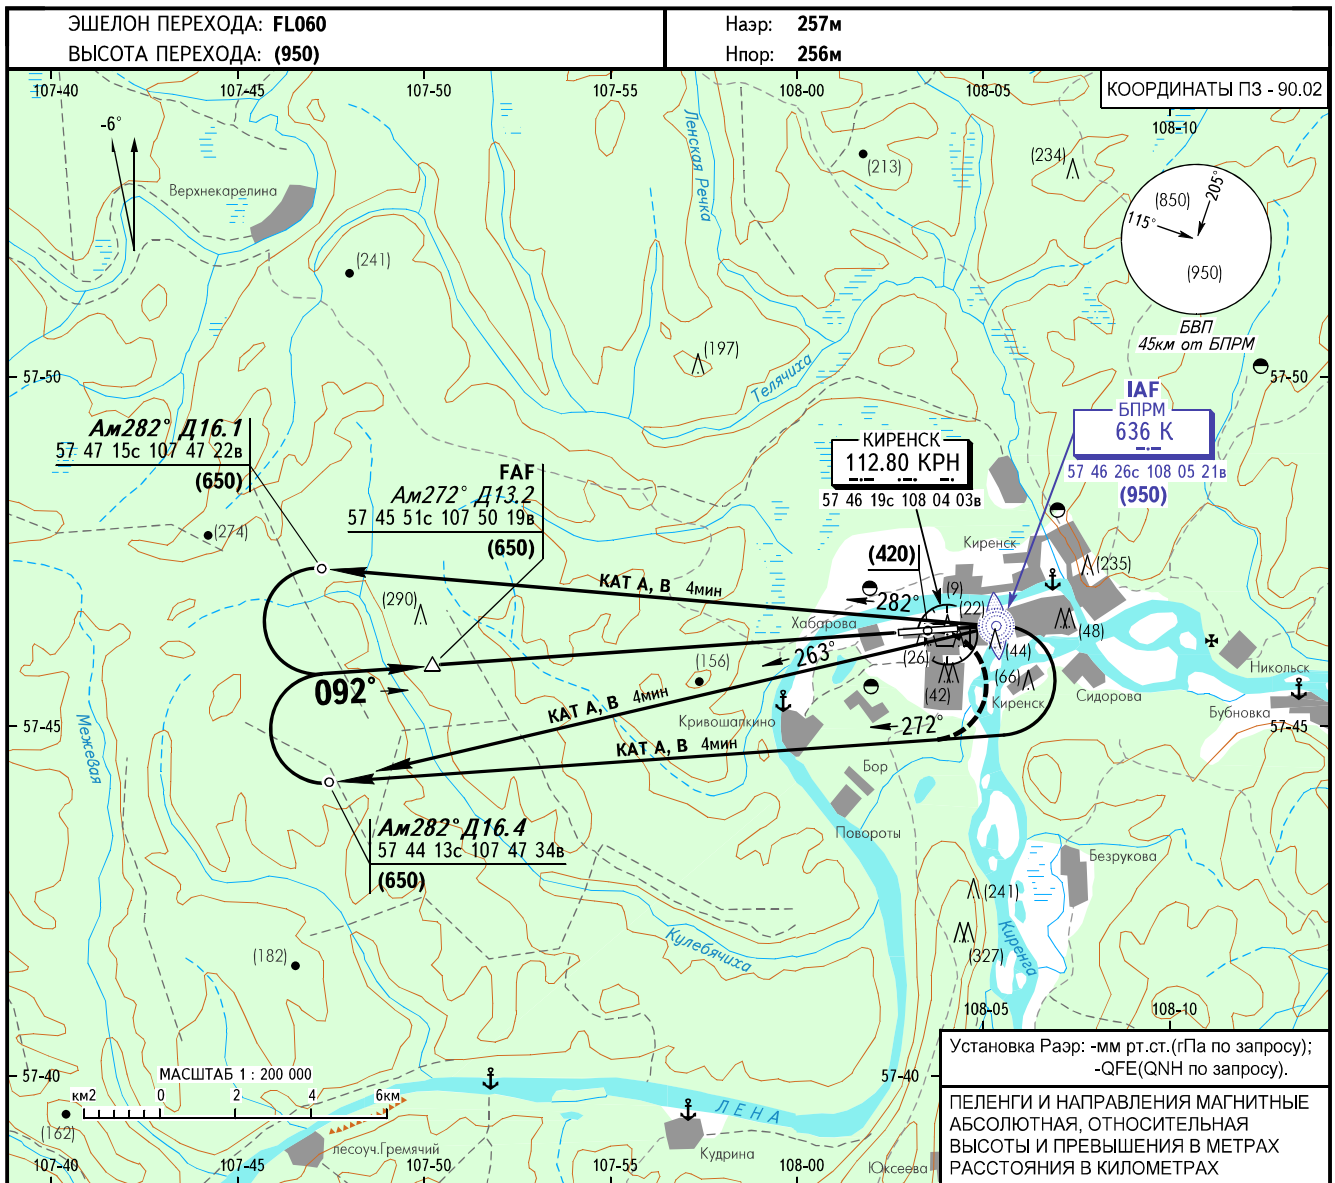 ЭШЕЛОН ПЕРЕХОДА: FL060
ВЫСОТА ПЕРЕХОДА: (950)
Наэр: 257м
Нпор: 256м
107-40 107-45 107-50 107-55 108-00 108-05
КООРДИНАТЫ ПЗ - 90.02
108-10
-6°
Верхнекарелина
Ленская Речка
(213)
(234)
(850)
205°
115°
(950)
БВП
45км от БПРМ
(241)
(197)
Телячиха
57-50
57-50
IAF
БПРМ
636 К
57 46 26с 108 05 21в
(950)
Ам282° Д16.1
57 47 15с 107 47 22в
(650)
FAF
Ам272° Д13.2
57 45 51с 107 50 19в
(650)
КИРЕНСК
112.80 KPH
57 46 19с 108 04 03в
(274)
(420)
Киренск
(235)
КАТ А, В 4мин
(290)
282°
(9)
(22)
Хабарова
(48)
(26)
(44)
263°
(156)
(66)
(42)
Киренск
Сидорова
Никольск
092°
КАТ А, В 4мин
Кривошапкино
272°
Бубновка
57-45
57-45
Межевая
КАТ А, В 4мин
Бор
Повороты
Ам282° Д16.4
57 44 13с 107 47 34в
(650)
Безрукова
(241)
Кулебячиха
(327)
Киренга
(182)
108-05 108-10
Установка Раэр: -мм рт.ст.(гПа по запросу);
-QFE(QNH по запросу).
57-40
57-40
МАСШТАБ 1 : 200 000
км2 0 2 4 6км
(162)
ЛЕНА
лесоуч.Гремячий
Кудрина
Юксеева
ПЕЛЕНГИ И НАПРАВЛЕНИЯ МАГНИТНЫЕ
АБСОЛЮТНАЯ, ОТНОСИТЕЛЬНАЯ
ВЫСОТЫ И ПРЕВЫШЕНИЯ В МЕТРАХ
РАССТОЯНИЯ В КИЛОМЕТРАХ
107-40 107-45 107-50 107-55 108-00